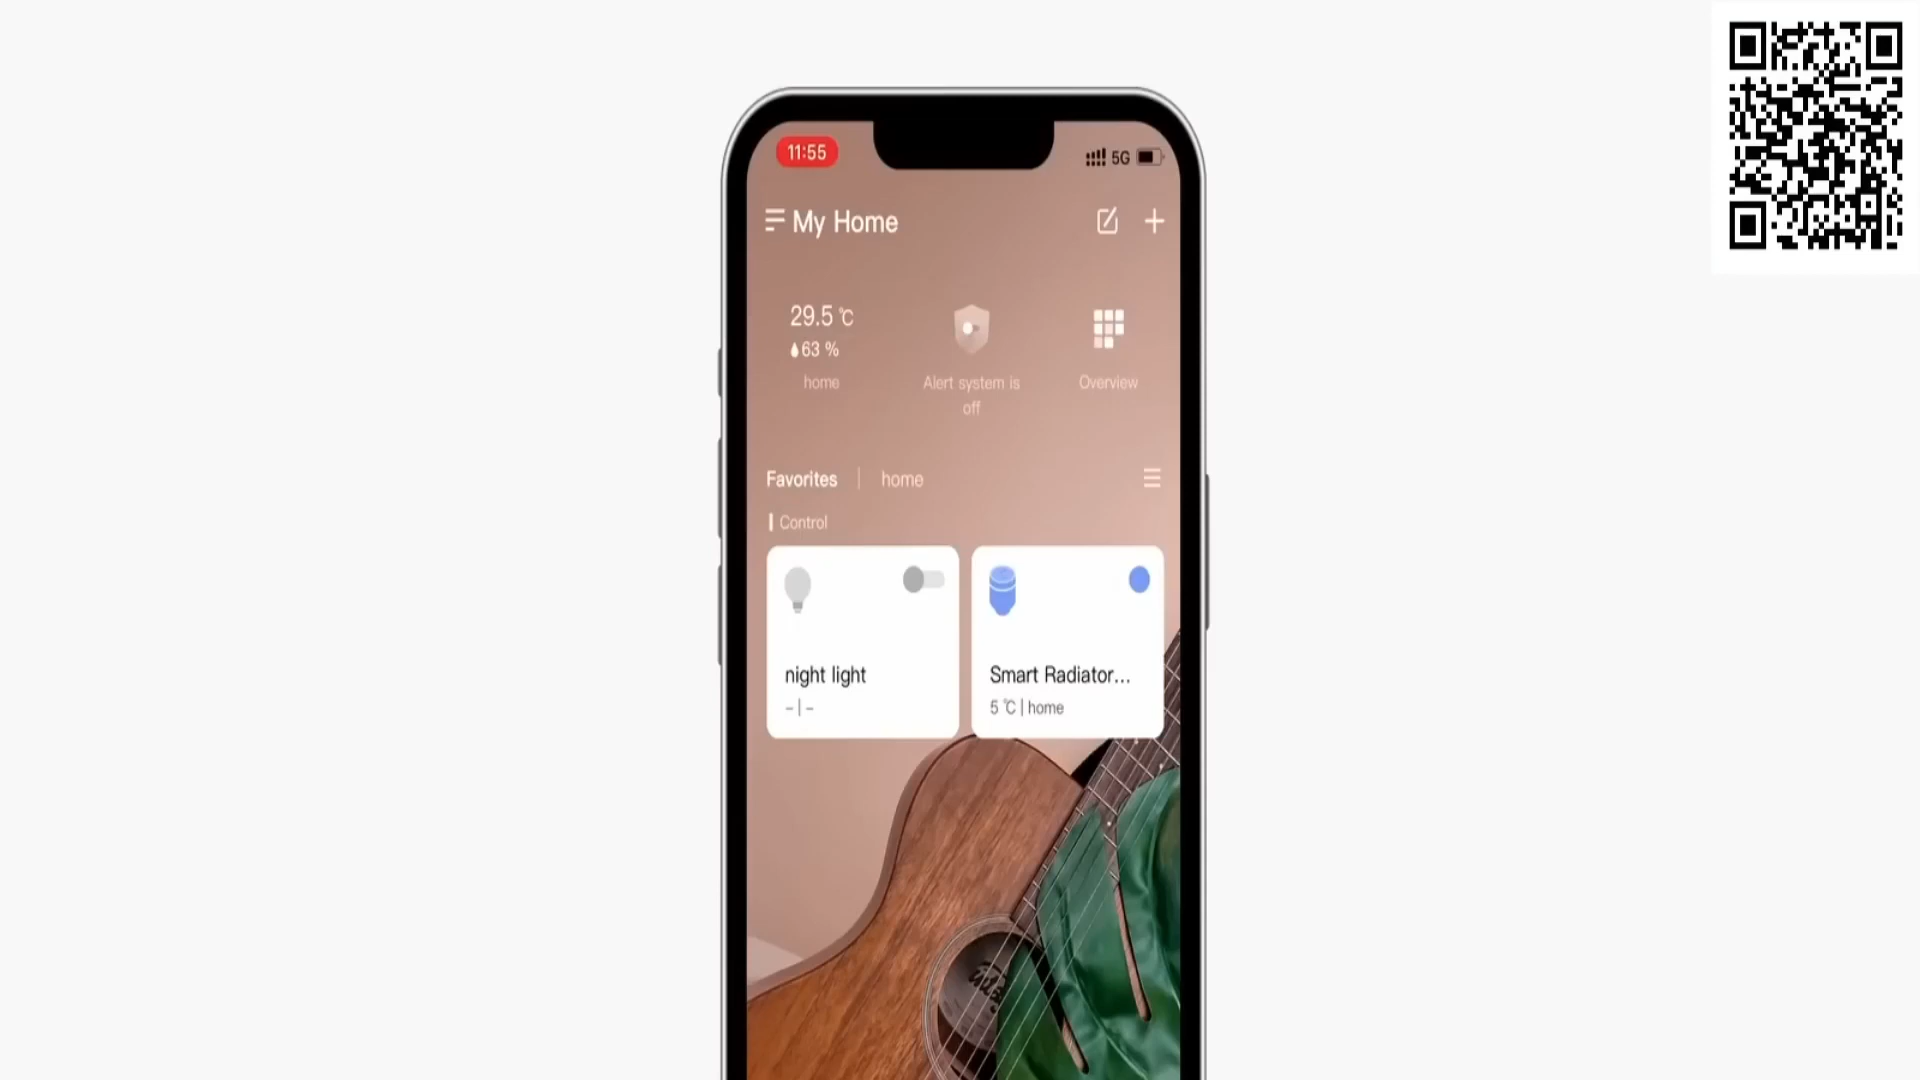 11:55
5G
My Home
29.5 ℃
63 %
home
Alert system is
off
Overview
Favorites | home
Control
night light
– | –
Smart Radiator...
5 ℃ | home